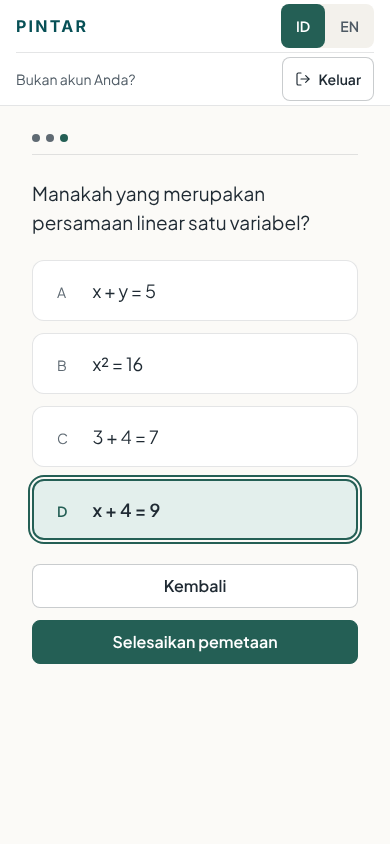 PINTAR
ID EN
Bukan akun Anda?
Keluar
Manakah yang merupakan
persamaan linear satu variabel?
A x + y = 5
B x² = 16
C 3 + 4 = 7
D x + 4 = 9
Kembali
Selesaikan pemetaan